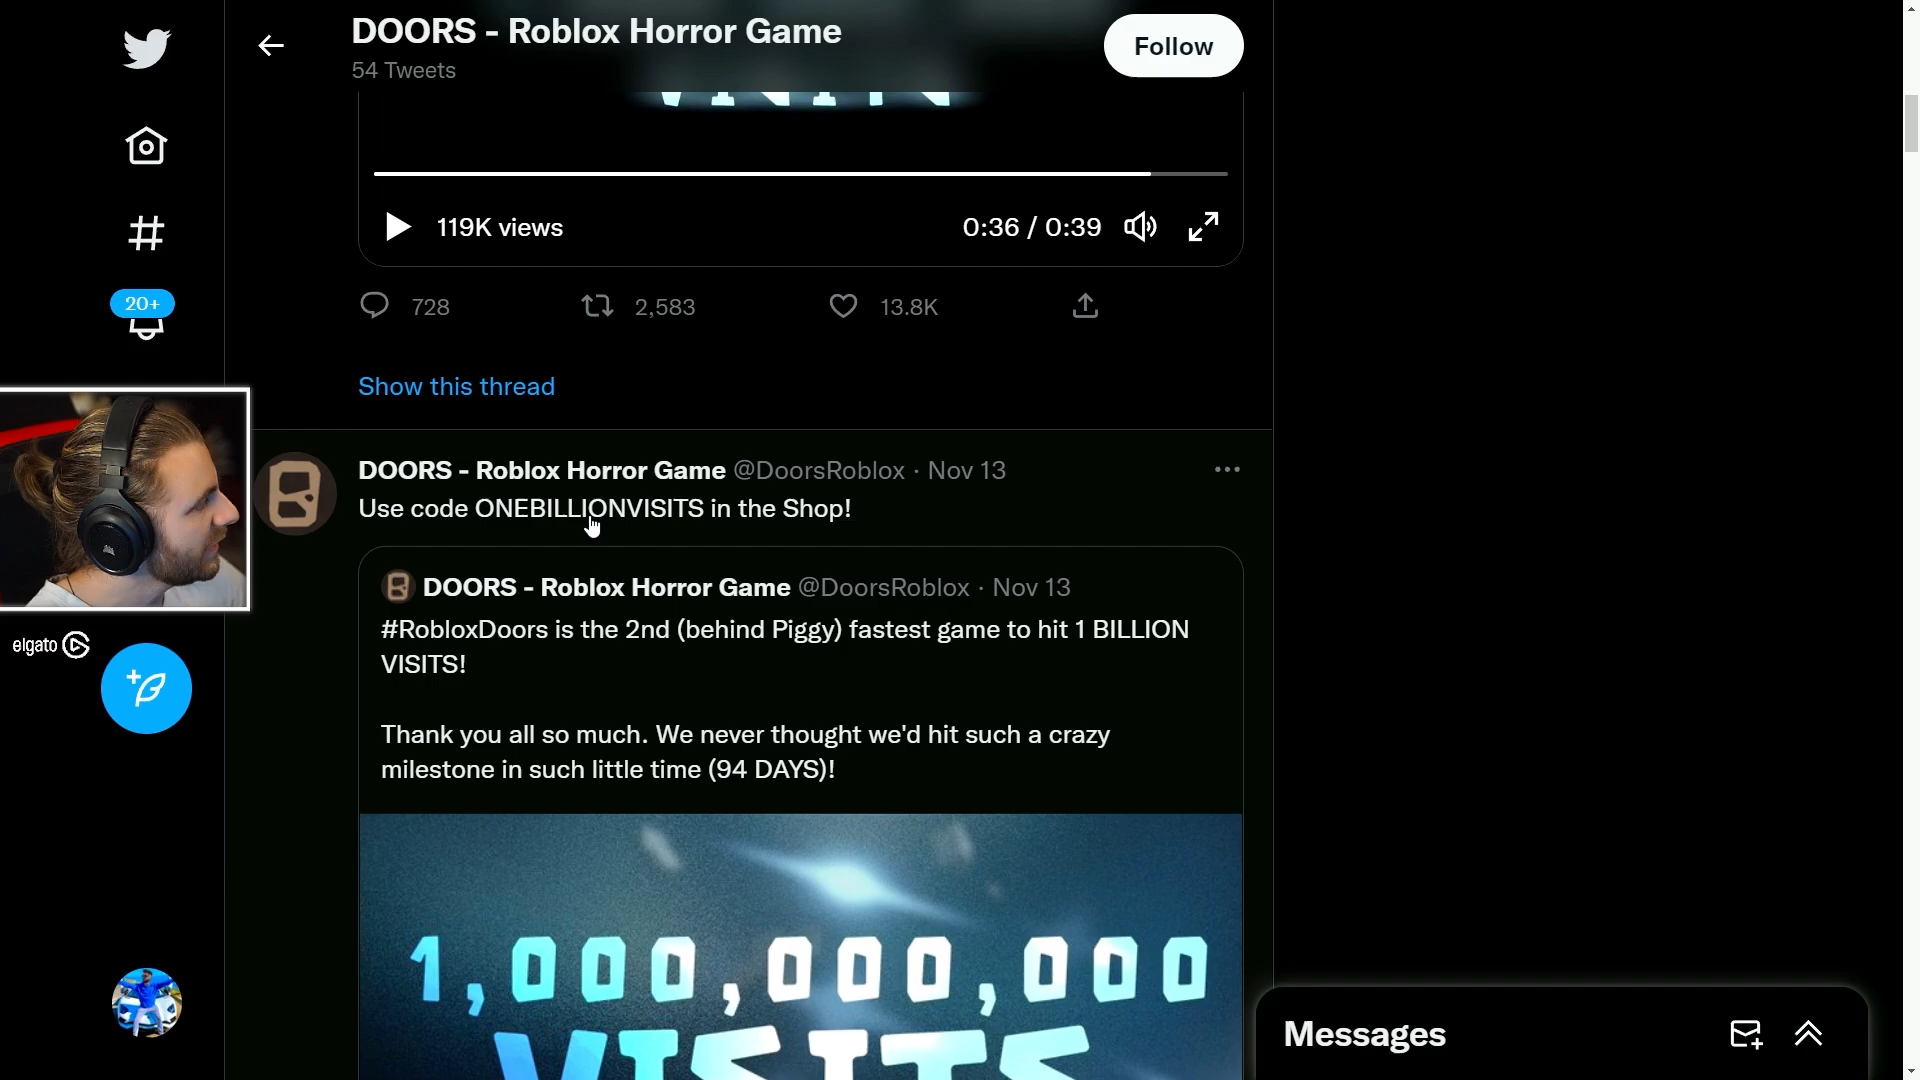 DOORS - Roblox Horror Game
54 Tweets
Follow
119K views
0:36 / 0:39
728
2,583
13.8K
20+
Show this thread
DOORS - Roblox Horror Game @DoorsRoblox · Nov 13
Use code ONEBILLIONVISITS in the Shop!
DOORS - Roblox Horror Game @DoorsRoblox · Nov 13
#RobloxDoors is the 2nd (behind Piggy) fastest game to hit 1 BILLION
VISITS!
Thank you all so much. We never thought we'd hit such a crazy
milestone in such little time (94 DAYS)!
elgato
1,000,000,000
VISITS
Messages